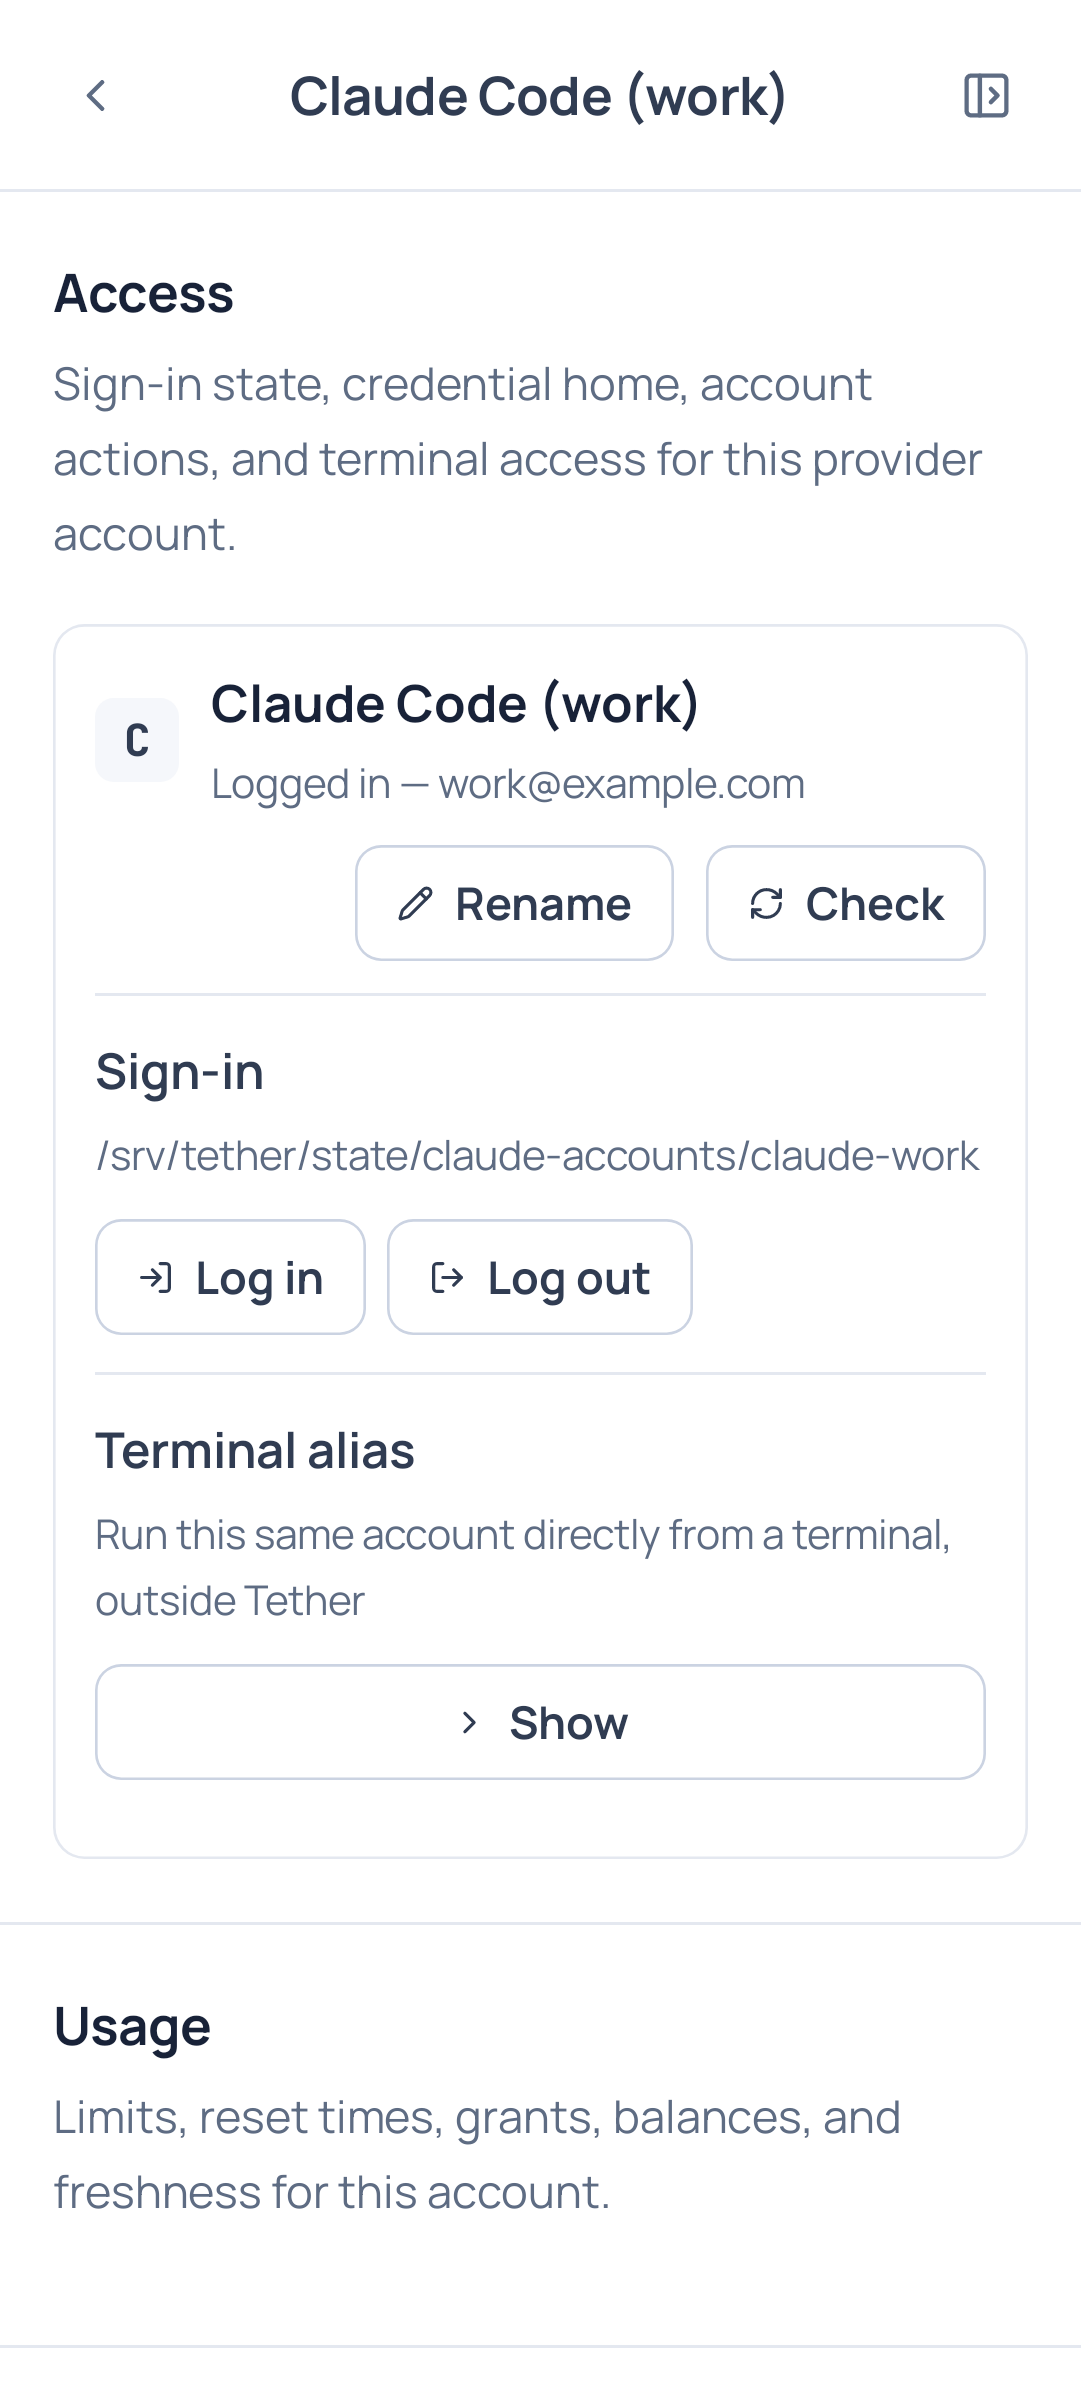 Claude Code (work)
Access
Sign-in state, credential home, account
actions, and terminal access for this provider
account.
C
Claude Code (work)
Logged in — work@example.com
Rename
Check
Sign-in
/srv/tether/state/claude-accounts/claude-work
Log in
Log out
Terminal alias
Run this same account directly from a terminal,
outside Tether
Show
Usage
Limits, reset times, grants, balances, and
freshness for this account.